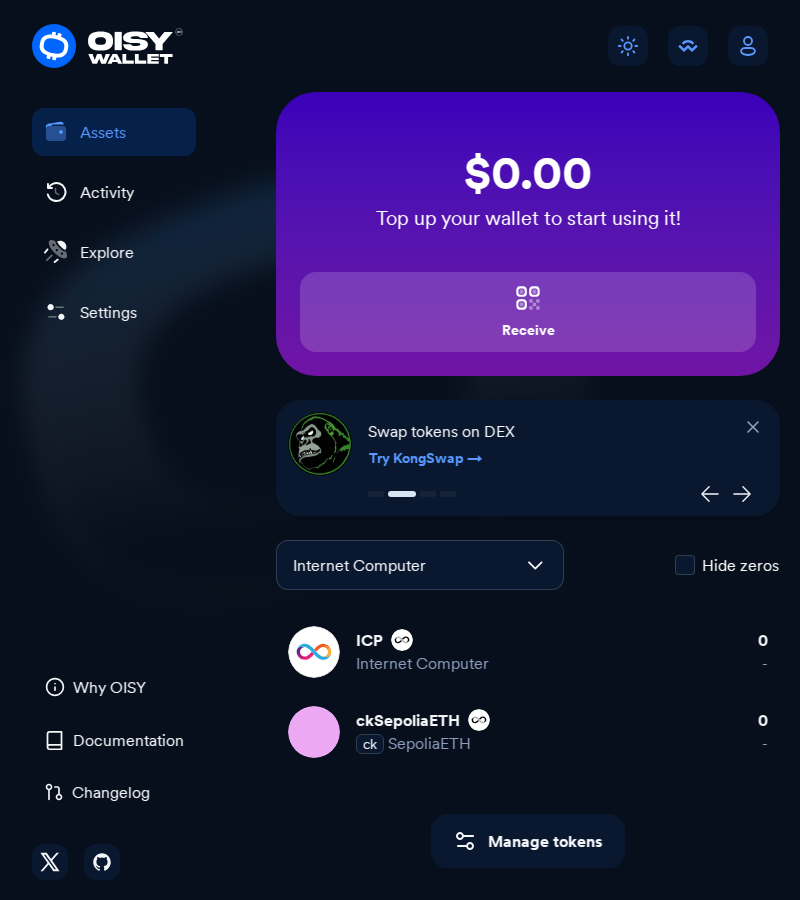 OISY
WALLET
Assets
Activity
Explore
Settings
$0.00
Top up your wallet to start using it!
Receive
Swap tokens on DEX
Try KongSwap →
Internet Computer
Hide zeros
ICP
0
Internet Computer
-
ckSepoliaETH
0
ck SepoliaETH
-
Manage tokens
Why OISY
Documentation
Changelog